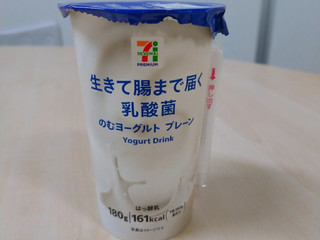 7
PREMIUM
生きて腸まで届く
乳酸菌
のむヨーグルト プレーン
Yogurt Drink
はっ酵乳
180g 161kcal